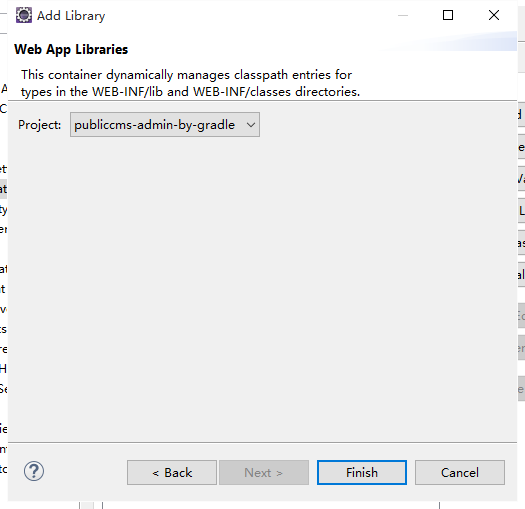 Add Library
Web App Libraries
This container dynamically manages classpath entries for
types in the WEB-INF/lib and WEB-INF/classes directories.
Project: publiccms-admin-by-gradle
< Back Next > Finish Cancel